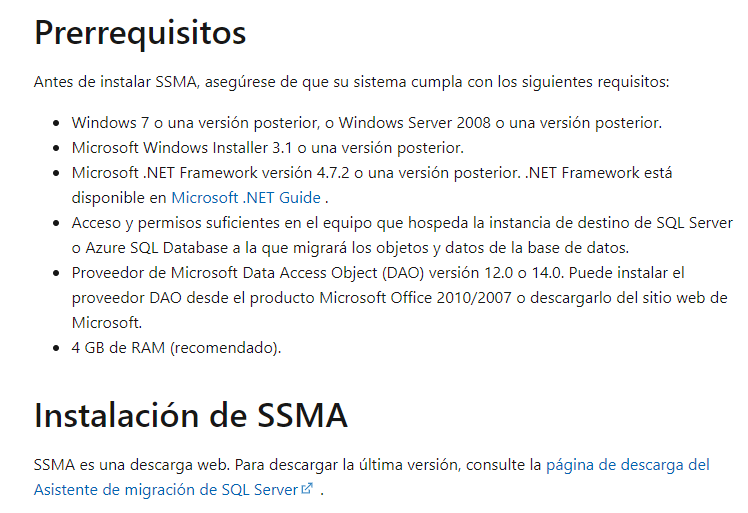 Prerrequisitos
Antes de instalar SSMA, asegúrese de que su sistema cumpla con los siguientes requisitos:
• Windows 7 o una versión posterior, o Windows Server 2008 o una versión posterior.
• Microsoft Windows Installer 3.1 o una versión posterior.
• Microsoft .NET Framework versión 4.7.2 o una versión posterior. .NET Framework está
disponible en Microsoft .NET Guide .
• Acceso y permisos suficientes en el equipo que hospeda la instancia de destino de SQL Server
o Azure SQL Database a la que migrará los objetos y datos de la base de datos.
• Proveedor de Microsoft Data Access Object (DAO) versión 12.0 o 14.0. Puede instalar el
proveedor DAO desde el producto Microsoft Office 2010/2007 o descargarlo del sitio web de
Microsoft.
• 4 GB de RAM (recomendado).
Instalación de SSMA
SSMA es una descarga web. Para descargar la última versión, consulte la página de descarga del
Asistente de migración de SQL Server .